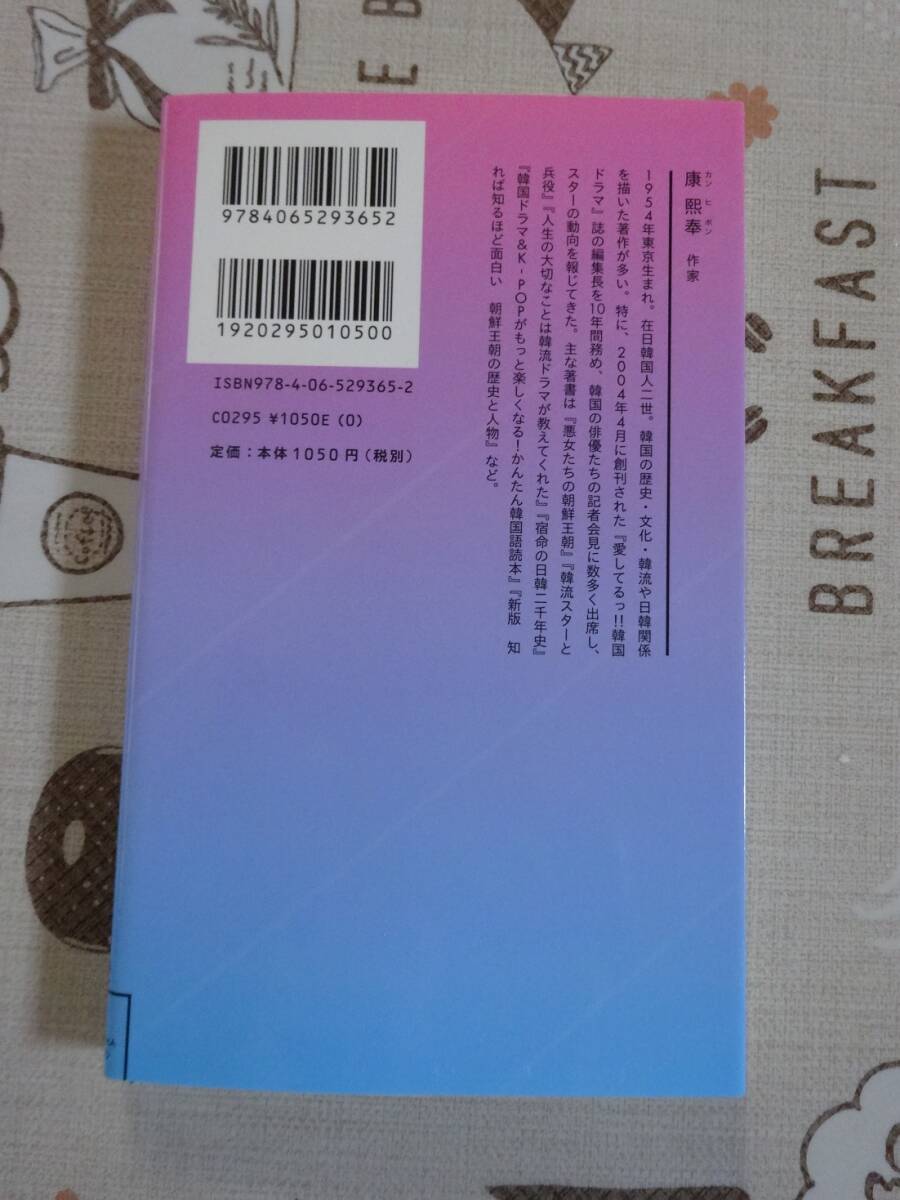 康 熙奉 作家
カン ヒ ボン
1954年東京生まれ。在日韓国人二世。韓国の歴史・文化・韓流や日韓関係
を描いた著作が多い。特に、2004年4月に創刊された『愛してるっ!!韓国
ドラマ』誌の編集長を10年間務め、韓国の俳優たちの記者会見に数多く出席し、
スターの動向を報じてきた。主な著書は『悪女たちの朝鮮王朝』『韓流スターと
兵役』『人生の大切なことは韓流ドラマが教えてくれた』『宿命の日韓二千年史』
『韓国ドラマ&K-POPがもっと楽しくなる!かんたん韓国語読本』『新版 知
れば知るほど面白い 朝鮮王朝の歴史と人物』など。
9784065293652
1920295010500
ISBN978-4-06-529365-2
C0295 ¥1050E (0)
定価:本体1050円(税別)
BREAKFAST
E B